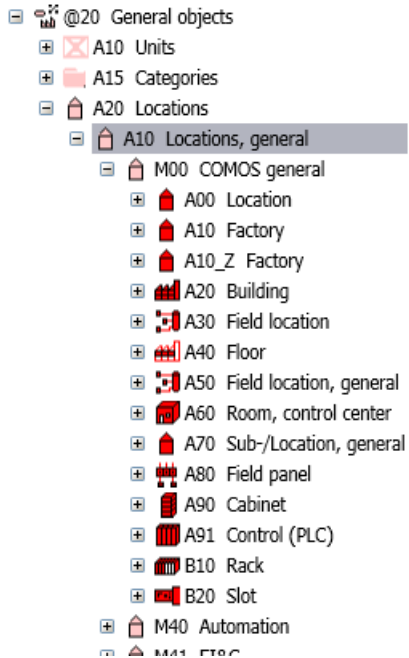 @20 General objects
A10 Units
A15 Categories
A20 Locations
A10 Locations, general
M00 COMOS general
A00 Location
A10 Factory
A10_Z Factory
A20 Building
A30 Field location
A40 Floor
A50 Field location, general
A60 Room, control center
A70 Sub-/Location, general
A80 Field panel
A90 Cabinet
A91 Control (PLC)
B10 Rack
B20 Slot
M40 Automation
M41 EI&C